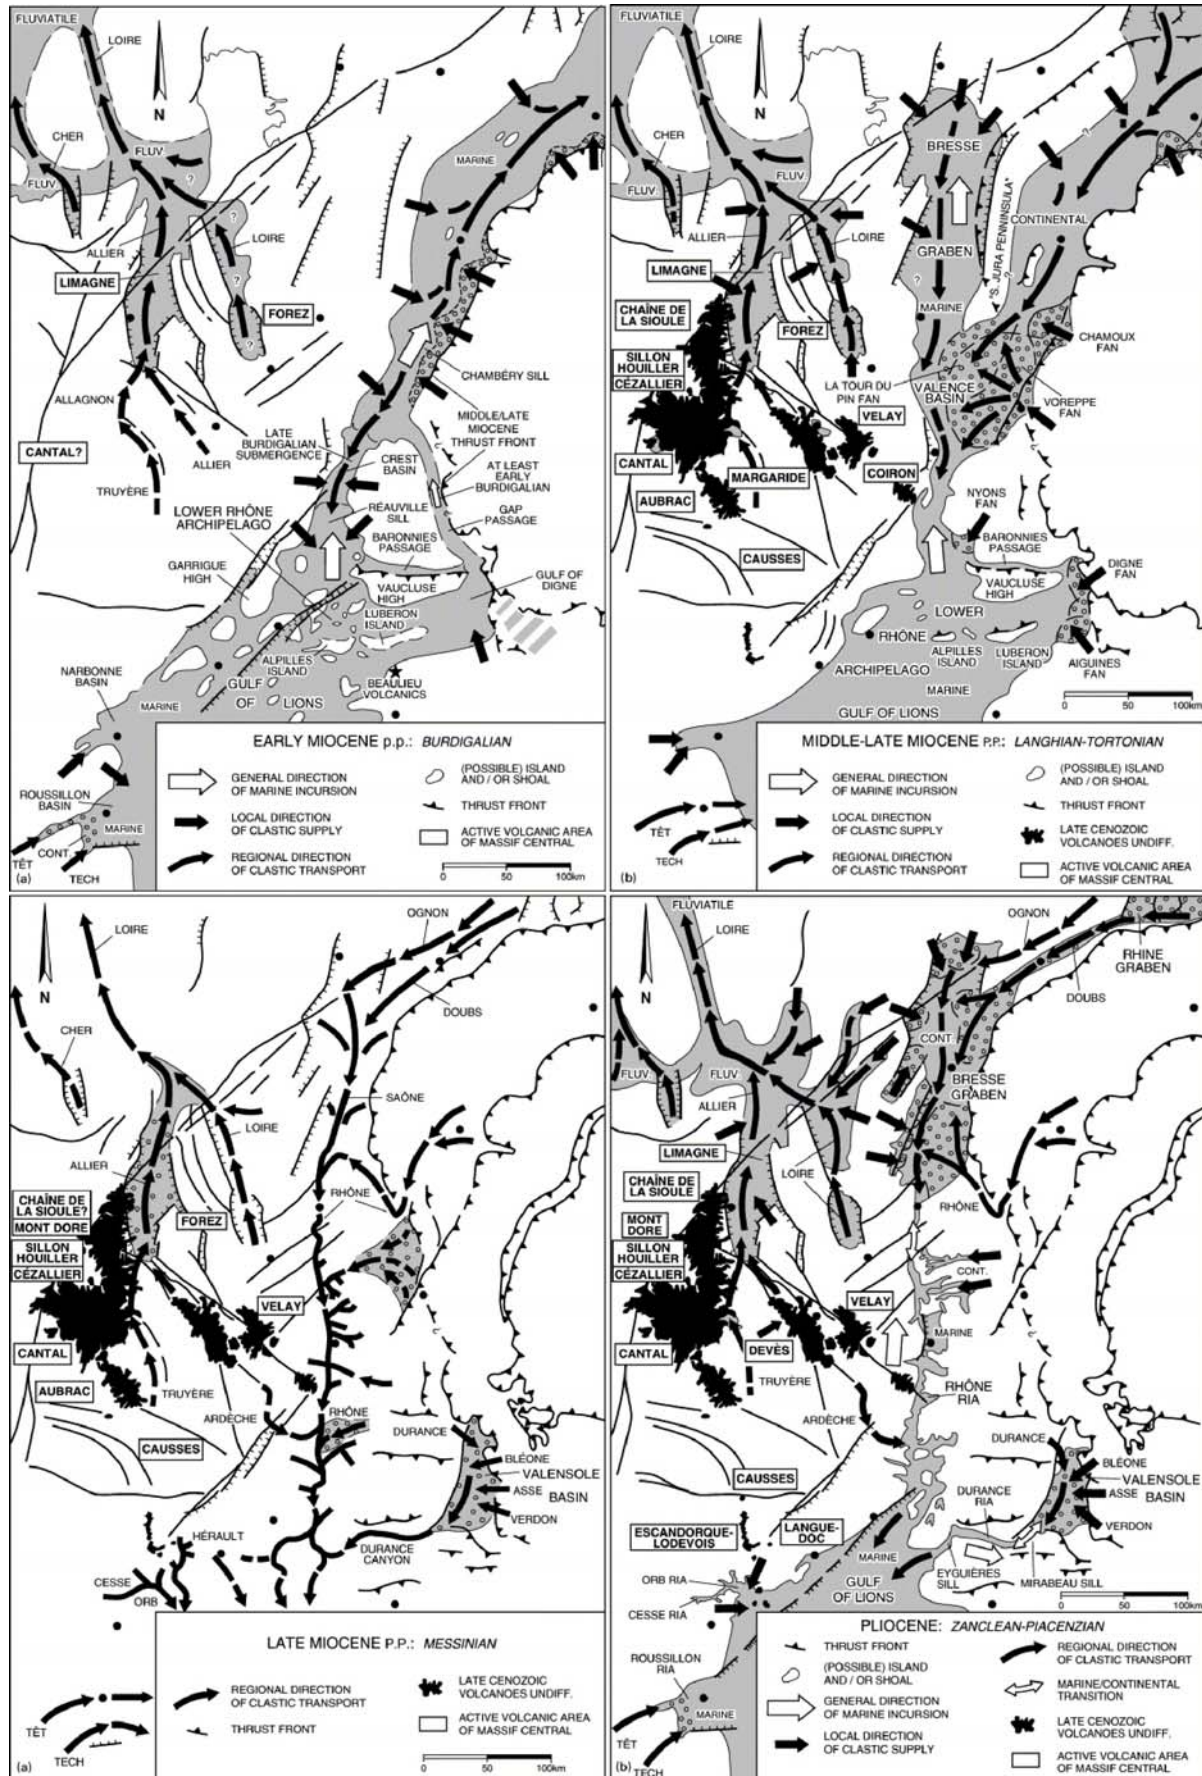 FLUVIATILE
LOIRE
N
CHER
FLUV.
FLUV.
?
MARINE
?
ALLIER
LOIRE
LIMAGNE
?
FOREZ
?
CHAMBÉRY SILL
ALLAGNON
MIDDLE/LATE
MIOCENE
THRUST FRONT
LATE
BURDIGALIAN
SUBMERGENCE
CREST
BASIN
AT LEAST
EARLY
BURDIGALIAN
CANTAL?
ALLIER
TRUYÈRE
RÉAUVILLE
SILL
GAP
PASSAGE
LOWER RHÔNE
ARCHIPELAGO
BARONNIES
PASSAGE
GARRIGUE
HIGH
VAUCLUSE
HIGH
GULF OF
DIGNE
LUBERON
ISLAND
ALPILLES
ISLAND
NARBONNE
BASIN
GULF
OF LIONS
BEAULIEU
VOLCANICS
MARINE
ROUSSILLON
BASIN
MARINE
CONT.
TÊT
TECH
(a)
EARLY MIOCENE p.p.: BURDIGALIAN
GENERAL DIRECTION
OF MARINE INCURSION
LOCAL DIRECTION
OF CLASTIC SUPPLY
REGIONAL DIRECTION
OF CLASTIC TRANSPORT
(POSSIBLE) ISLAND
AND / OR SHOAL
THRUST FRONT
ACTIVE VOLCANIC AREA
OF MASSIF CENTRAL
0 50 100km
FLUVIATILE
LOIRE
N
CHER
FLUV.
FLUV.
BRESSE
"S. JURA PENNINSULA"
?
CONTINENTAL
ALLIER
LOIRE
GRABEN
?
LIMAGNE
MARINE
CHAÎNE DE
LA SIOULE
FOREZ
CHAMOUX
FAN
SILLON
HOUILLER
CÉZALLIER
LA TOUR DU
PIN FAN
VALENCE
BASIN
VOREPPE
FAN
VELAY
CANTAL
MARGARIDE
COIRON
AUBRAC
NYONS
FAN
CAUSSES
BARONNIES
PASSAGE
DIGNE
FAN
VAUCLUSE
HIGH
LOWER
RHÔNE
ARCHIPELAGO
ALPILLES
ISLAND
LUBERON
ISLAND
AIGUINES
FAN
MARINE
GULF OF LIONS
0 50 100km
TÊT
TECH
(b)
MIDDLE-LATE MIOCENE P.P.: LANGHIAN-TORTONIAN
GENERAL DIRECTION
OF MARINE INCURSION
LOCAL DIRECTION
OF CLASTIC SUPPLY
REGIONAL DIRECTION
OF CLASTIC TRANSPORT
(POSSIBLE) ISLAND
AND / OR SHOAL
THRUST FRONT
LATE CENOZOIC
VOLCANOES UNDIFF.
ACTIVE VOLCANIC AREA
OF MASSIF CENTRAL
LOIRE
OGNON
N
DOUBS
CHER
SAÔNE
LOIRE
ALLIER
CHAÎNE DE
LA SIOULE?
MONT DORE
FOREZ
RHÔNE
SILLON
HOUILLER
CÉZALLIER
VELAY
CANTAL
AUBRAC
TRUYÈRE
ARDÈCHE
RHÔNE
DURANCE
CAUSSES
BLÉONE
VALENSOLE
ASSE BASIN
VERDON
HÉRAULT
DURANCE
CANYON
CESSE
ORB
TÊT
TECH
(a)
LATE MIOCENE P.P.: MESSINIAN
REGIONAL DIRECTION
OF CLASTIC TRANSPORT
THRUST FRONT
LATE CENOZOIC
VOLCANOES UNDIFF.
ACTIVE VOLCANIC AREA
OF MASSIF CENTRAL
0 50 100km
FLUVIATILE
LOIRE
OGNON
RHINE
GRABEN
N
DOUBS
CONT.
FLUV.
FLUV.
ALLIER
BRESSE
GRABEN
LIMAGNE
LOIRE
CHAÎNE DE
LA SIOULE
RHÔNE
MONT
DORE
SILLON
HOUILLER
CÉZALLIER
CONT.
VELAY
MARINE
CANTAL
DEVÈS
TRUYÈRE
RHÔNE
RIA
ARDÈCHE
DURANCE
CAUSSES
BLÉONE
VALENSOLE
ASSE BASIN
DURANCE
RIA
VERDON
ESCANDORQUE-
LODEVOIS
LANGUE-
DOC
MARINE
ORB RIA
GULF
OF LIONS
EYGUIÈRES
SILL
MIRABEAU SILL
CESSE RIA
0 50 100km
ROUSSILLON
RIA
MARINE
TÊT
TECH
(b)
PLIOCENE: ZANCLEAN-PIACENZIAN
THRUST FRONT
(POSSIBLE) ISLAND
AND / OR SHOAL
GENERAL DIRECTION
OF MARINE INCURSION
LOCAL DIRECTION
OF CLASTIC SUPPLY
REGIONAL DIRECTION
OF CLASTIC TRANSPORT
MARINE/CONTINENTAL
TRANSITION
LATE CENOZOIC
VOLCANOES UNDIFF.
ACTIVE VOLCANIC AREA
OF MASSIF CENTRAL